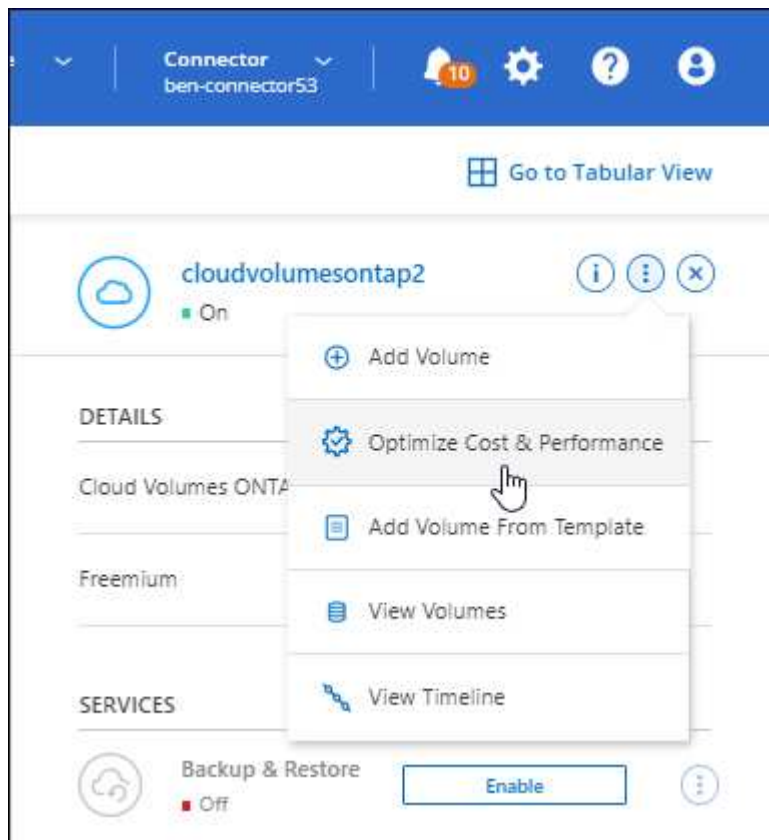 Connector
ben-connector53
10
Go to Tabular View
cloudvolumesontap2
On
Add Volume
DETAILS
Optimize Cost & Performance
Cloud Volumes ONTA
Add Volume From Template
Freemium
View Volumes
View Timeline
SERVICES
Backup & Restore
Enable
Off